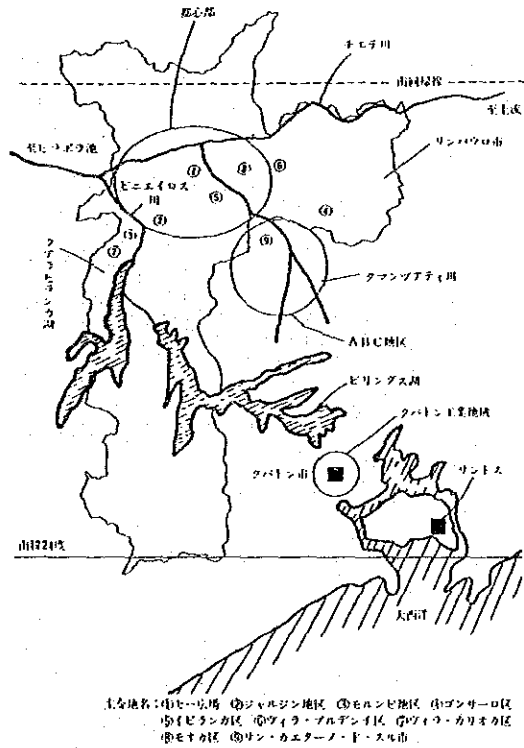 都心部
チエテ川
南回帰線
至上流
至ヒラポラ池
サンパウロ市
ピニェイロス
川
タマンツアティ川
ABC地区
ビリングス湖
クバトン工業地域
クバトン市
サントス
南緯24度
大西洋
主な地名:(1)セー広場 (2)ジャルジン地区 (3)モルンビ地区 (4)ゴンサーロ区
(5)イピランガ区 (6)ヴィラ・プルデンテ区 (7)ヴィラ・カリオカ区
(8)モオカ区 (9)サン・カエターノ・ド・スル市